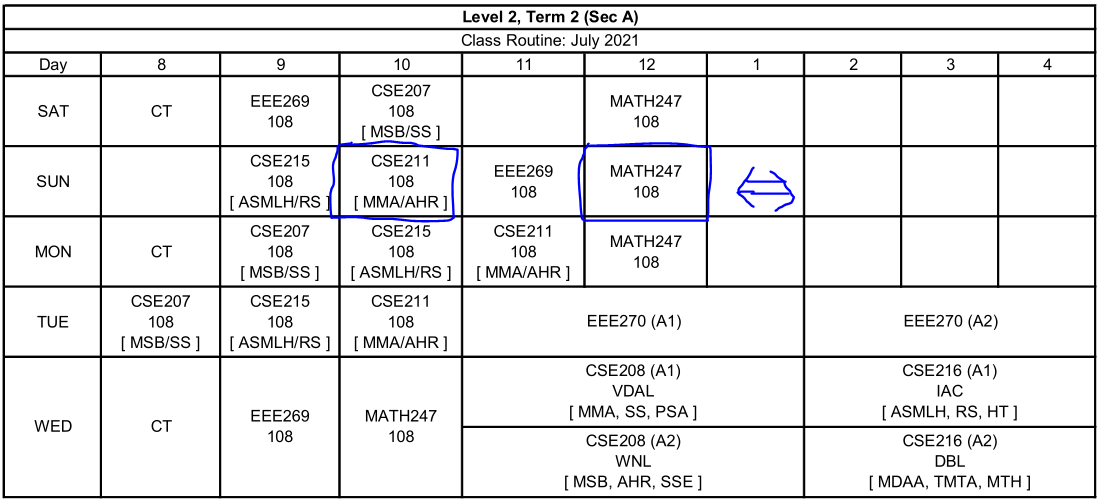 Level 2, Term 2 (Sec A)
Class Routine: July 2021
Day 8 9 10 11 12 1 2 3 4
SAT CT EEE269 108 CSE207 108 [ MSB/SS ] MATH247 108
SUN CSE215 108 [ ASMLH/RS ] CSE211 108 [ MMA/AHR ] EEE269 108 MATH247 108
MON CT CSE207 108 [ MSB/SS ] CSE215 108 [ ASMLH/RS ] CSE211 108 [ MMA/AHR ] MATH247 108
TUE CSE207 108 [ MSB/SS ] CSE215 108 [ ASMLH/RS ] CSE211 108 [ MMA/AHR ] EEE270 (A1) EEE270 (A2)
WED CT EEE269 108 MATH247 108 CSE208 (A1) VDAL [ MMA, SS, PSA ] CSE216 (A1) IAC [ ASMLH, RS, HT ]
CSE208 (A2) WNL [ MSB, AHR, SSE ] CSE216 (A2) DBL [ MDAA, TMTA, MTH ]